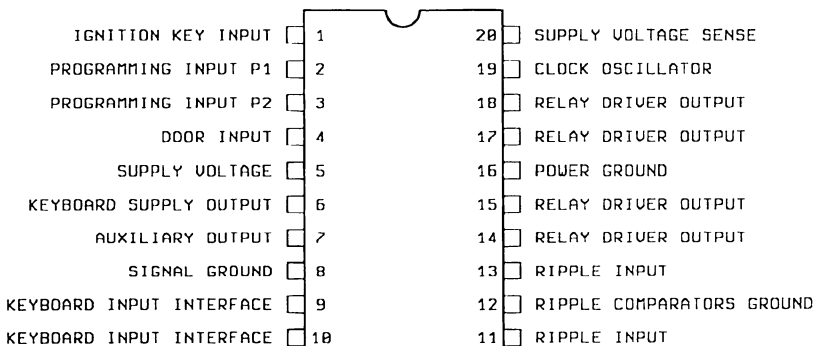 IGNITION KEY INPUT 1 20 SUPPLY VOLTAGE SENSE
PROGRAMMING INPUT P1 2 19 CLOCK OSCILLATOR
PROGRAMMING INPUT P2 3 18 RELAY DRIVER OUTPUT
DOOR INPUT 4 17 RELAY DRIVER OUTPUT
SUPPLY VOLTAGE 5 16 POWER GROUND
KEYBOARD SUPPLY OUTPUT 6 15 RELAY DRIVER OUTPUT
AUXILIARY OUTPUT 7 14 RELAY DRIVER OUTPUT
SIGNAL GROUND 8 13 RIPPLE INPUT
KEYBOARD INPUT INTERFACE 9 12 RIPPLE COMPARATORS GROUND
KEYBOARD INPUT INTERFACE 10 11 RIPPLE INPUT